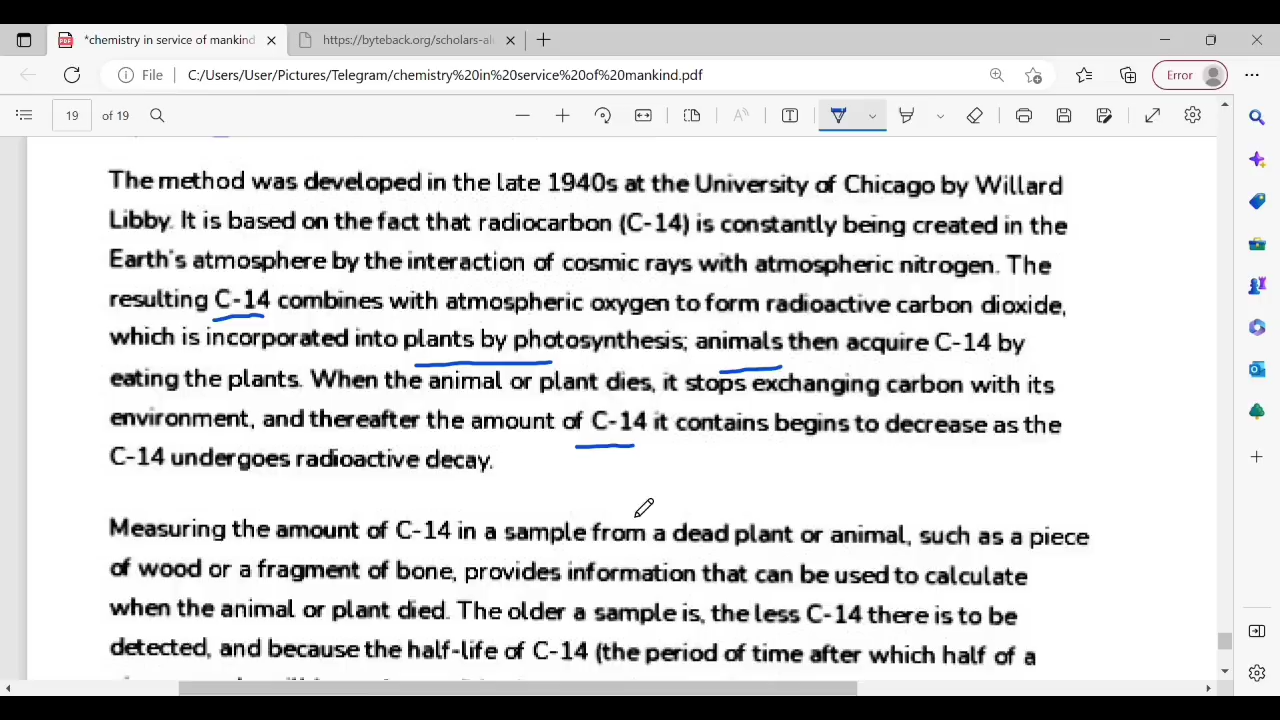 *chemistry in service of mankind
https://byteback.org/scholars-al
File
C:/Users/User/Pictures/Telegram/chemistry%20in%20service%20of%20mankind.pdf
Error
19 of 19
The method was developed in the late 1940s at the University of Chicago by Willard
Libby. It is based on the fact that radiocarbon (C-14) is constantly being created in the
Earth's atmosphere by the interaction of cosmic rays with atmospheric nitrogen. The
resulting C-14 combines with atmospheric oxygen to form radioactive carbon dioxide,
which is incorporated into plants by photosynthesis; animals then acquire C-14 by
eating the plants. When the animal or plant dies, it stops exchanging carbon with its
environment, and thereafter the amount of C-14 it contains begins to decrease as the
C-14 undergoes radioactive decay.
Measuring the amount of C-14 in a sample from a dead plant or animal, such as a piece
of wood or a fragment of bone, provides information that can be used to calculate
when the animal or plant died. The older a sample is, the less C-14 there is to be
detected, and because the half-life of C-14 (the period of time after which half of a